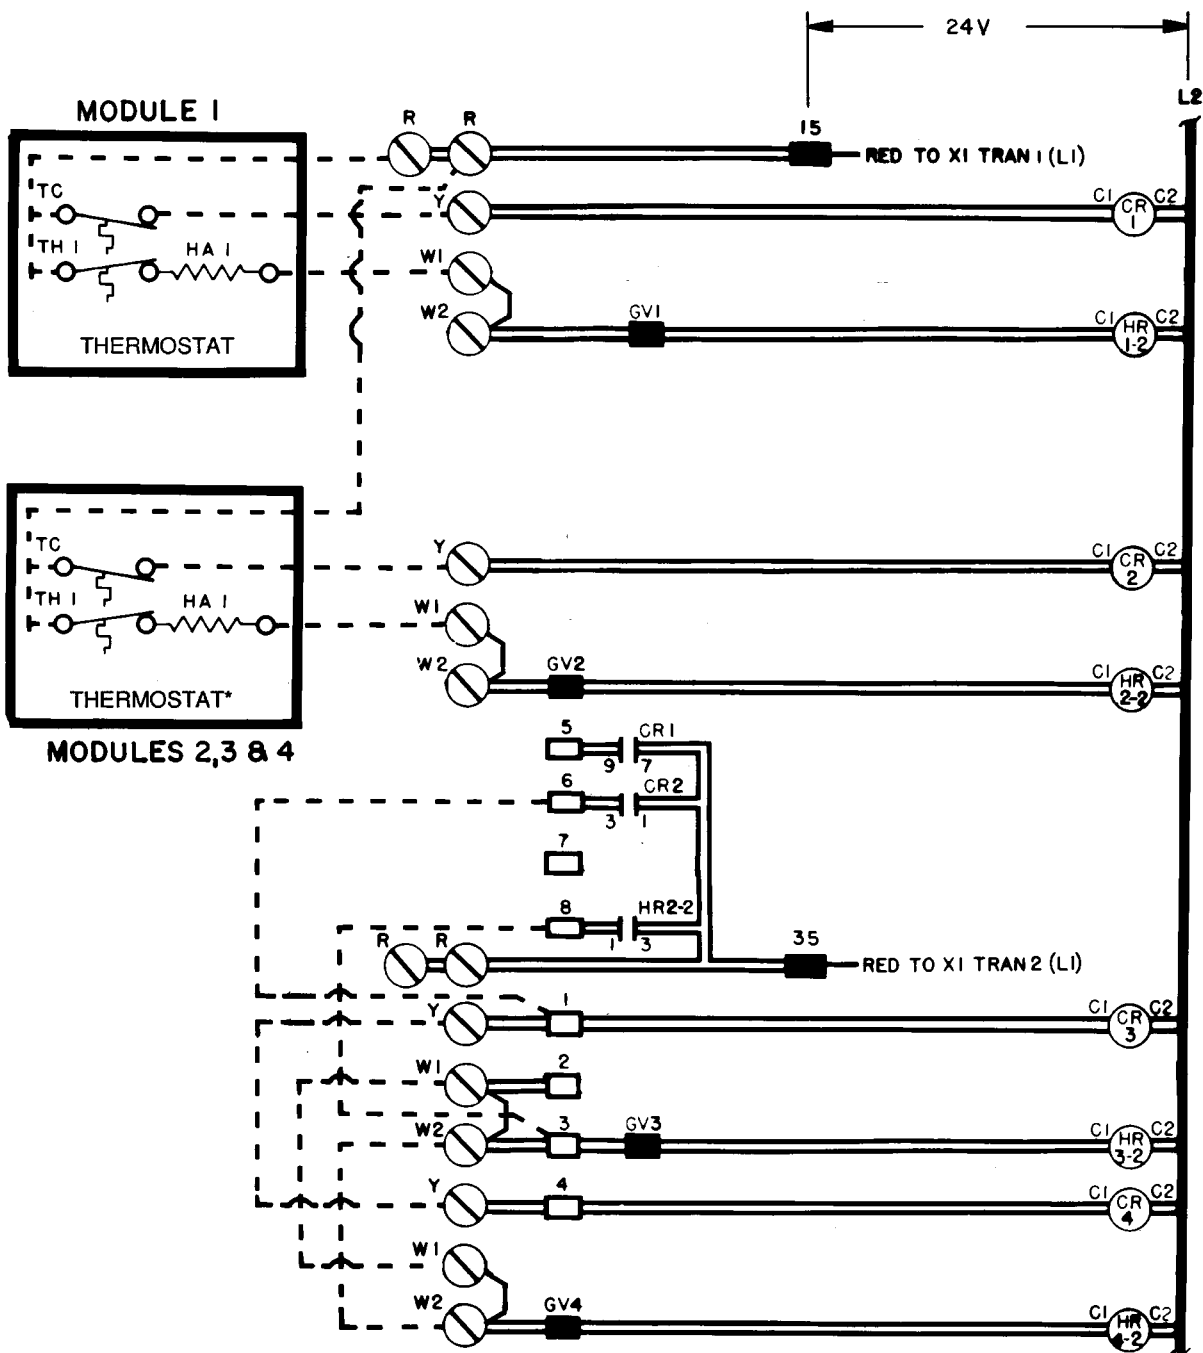 24V
L2
MODULE 1
R R 15
RED TO X1 TRAN 1 (L1)
TC
Y C1 CR 1 C2
TH 1 HA 1 W1
W2 GV1 C1 HR 1-2 C2
THERMOSTAT
TC
Y C1 CR 2 C2
TH 1 HA 1 W1
W2 GV2 C1 HR 2-2 C2
THERMOSTAT*
MODULES 2,3 & 4
5 CR1
9 7
6 CR2
3 1
7
8 HR2-2
1 3
R R 35
RED TO X1 TRAN 2 (L1)
Y 1 C1 CR 3 C2
W1 2
W2 3 GV3 C1 HR 3-2 C2
Y 4 C1 CR 4 C2
W1
W2 GV4 C1 HR 4-2 C2